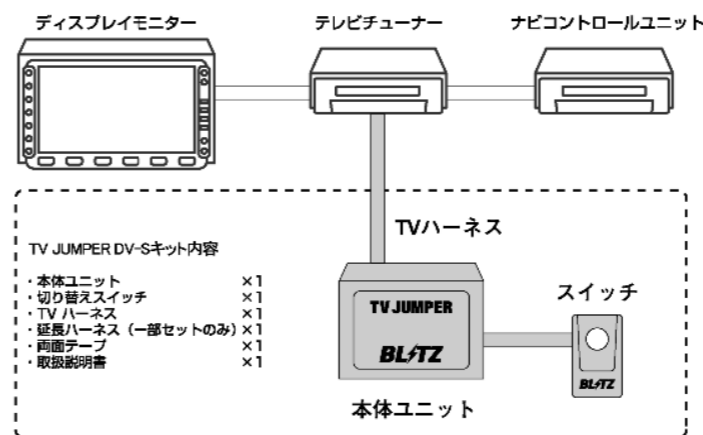 ディスプレイモニター
テレビチューナー
ナビコントロールユニット
TVハーネス
TV JUMPER DV-Sキット内容
・本体ユニット ×1
・切り替えスイッチ ×1
・TV ハーネス ×1
・延長ハーネス（一部セットのみ）×1
・両面テープ ×1
・取扱説明書 ×1
TV JUMPER
BLITZ
本体ユニット
スイッチ
BLITZ